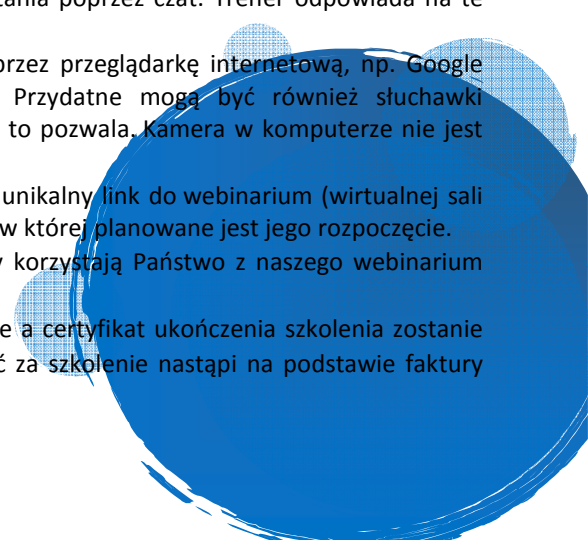 zania poprzez czat. Trener odpowiada na te
przez przeglądarkę internetową, np. Google
Przydatne mogą być również słuchawki
to pozwala. Kamera w komputerze nie jest
unikalny link do webinarium (wirtualnej sali
w której planowane jest jego rozpoczęcie.
korzystają Państwo z naszego webinarium
e a certyfikat ukończenia szkolenia zostanie
ć za szkolenie nastąpi na podstawie faktury